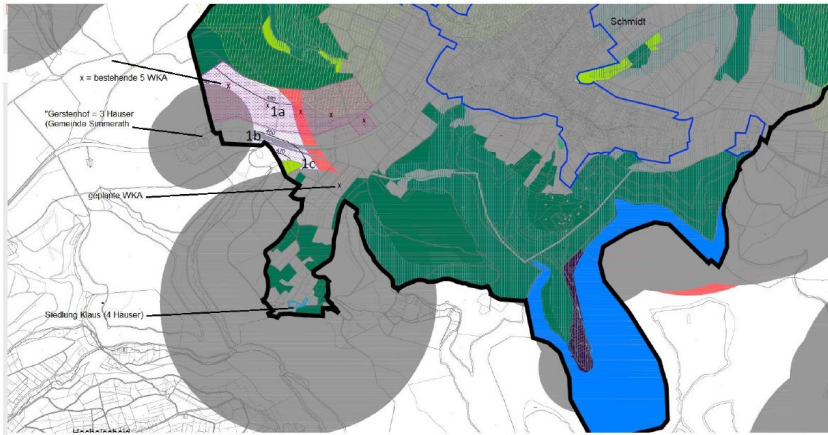 Schmidt
x = bestehende 5 WKA
"Gerstenhof = 3 Häuser
(Gemeinde Simmerath
1a
1b
1c
geplante WKA
Siedlung Klaus (4 Häuser)
x
x
x
x
x
x